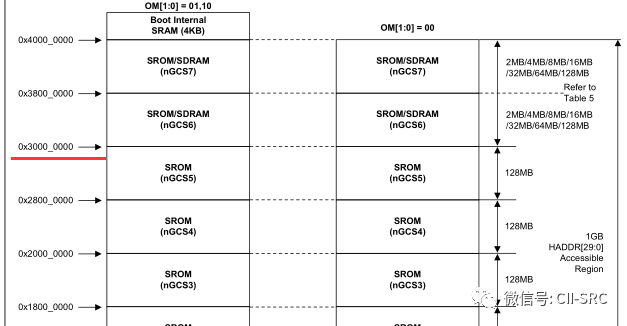 OM[1:0] = 01,10
Boot Internal
SRAM (4KB)
OM[1:0] = 00
0x4000_0000
SROM/SDRAM
(nGCS7)
SROM/SDRAM
(nGCS7)
2MB/4MB/8MB/16MB
/32MB/64MB/128MB
0x3800_0000
Refer to
Table 5
SROM/SDRAM
(nGCS6)
SROM/SDRAM
(nGCS6)
2MB/4MB/8MB/16MB
/32MB/64MB/128MB
0x3000_0000
SROM
(nGCS5)
SROM
(nGCS5)
128MB
0x2800_0000
SROM
(nGCS4)
SROM
(nGCS4)
128MB
1GB
HADDR[29:0]
Accessible
Region
0x2000_0000
SROM
(nGCS3)
SROM
(nGCS3)
128MB
微信号: CII-SRC
0x1800_0000
SROM
SROM